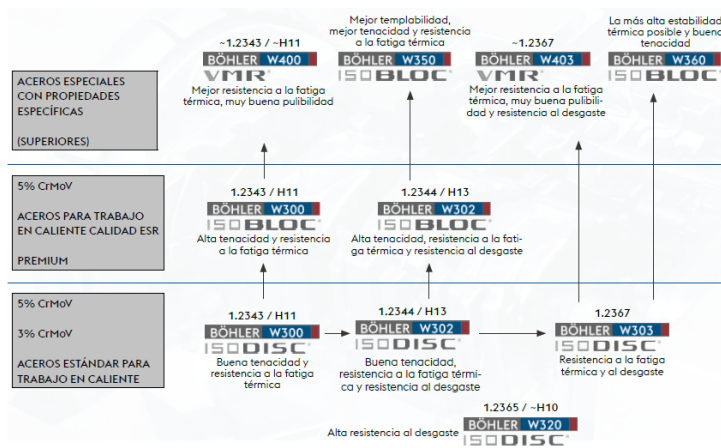 ~1.2343 / ~H11
BÖHLER W400
VMR®
Mejor resistencia a la fatiga
térmica, muy buena pulibilidad
Mejor templabilidad,
mejor tenacidad y resistencia
a la fatiga térmica
BÖHLER W350
ISOBLOC®
~1.2367
BÖHLER W403
VMR®
Mejor resistencia a la fatiga
térmica, muy buena pulibili-
dad y resistencia al desgaste
La más alta estabilidad
térmica posible y buena
tenacidad
BÖHLER W360
ISOBLOC®
ACEROS ESPECIALES
CON PROPIEDADES
ESPECÍFICAS
(SUPERIORES)
5% CrMoV
ACEROS PARA TRABAJO
EN CALIENTE CALIDAD ESR
PREMIUM
1.2343 / H11
BÖHLER W300
ISOBLOC®
Alta tenacidad y resistencia
a la fatiga térmica
1.2344 / H13
BÖHLER W302
ISOBLOC®
Alta tenacidad, resistencia a la fati-
ga térmica y resistencia al desgaste
5% CrMoV
3% CrMoV
ACEROS ESTÁNDAR PARA
TRABAJO EN CALIENTE
1.2343 / H11
BÖHLER W300
ISODISC®
Buena tenacidad y
resistencia a la fatiga
térmica
1.2344 / H13
BÖHLER W302
ISODISC®
Buena tenacidad,
resistencia a la fatiga térmi-
ca y resistencia al desgaste
1.2367
BÖHLER W303
ISODISC®
Resistencia a la fatiga
térmica y al desgaste
Alta resistencia al desgaste
1.2365 / ~H10
BÖHLER W320
ISODISC®